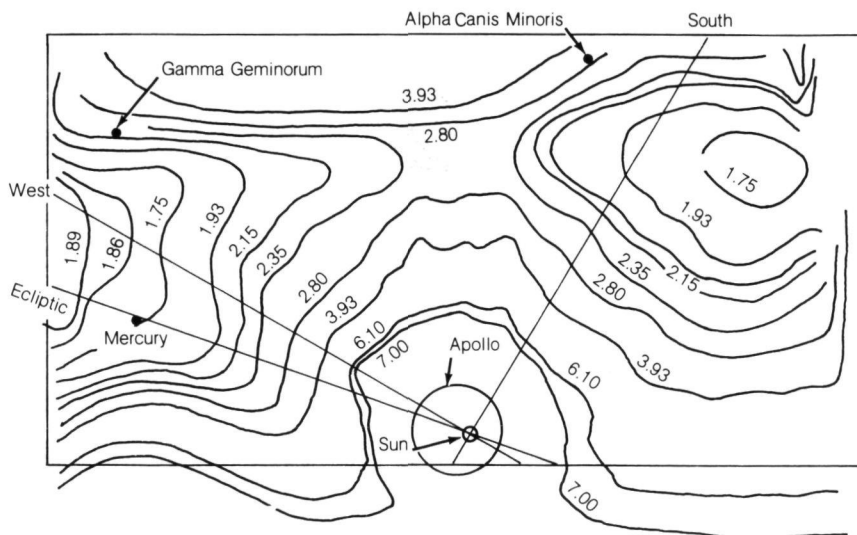 Alpha Canis Minoris
South
Gamma Geminorum
3.93
2.80
1.75
West
1.75
1.93
1.93
1.89
1.86
2.15
2.35
2.35
2.15
2.80
2.80
Ecliptic
3.93
Mercury
6.10
Apollo
7.00
6.10
3.93
Sun
7.00